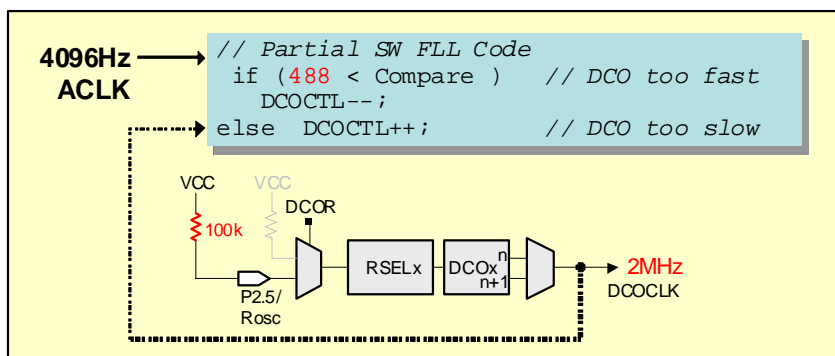 4096Hz
ACLK
// Partial SW FLL Code
if (488 < Compare ) // DCO too fast
DCOCTL--;
else DCOCTL++; // DCO too slow
VCC
VCC
DCOR
100k
P2.5/
Rosc
RSELx
DCOx
n
n+1
2MHz
DCOCLK